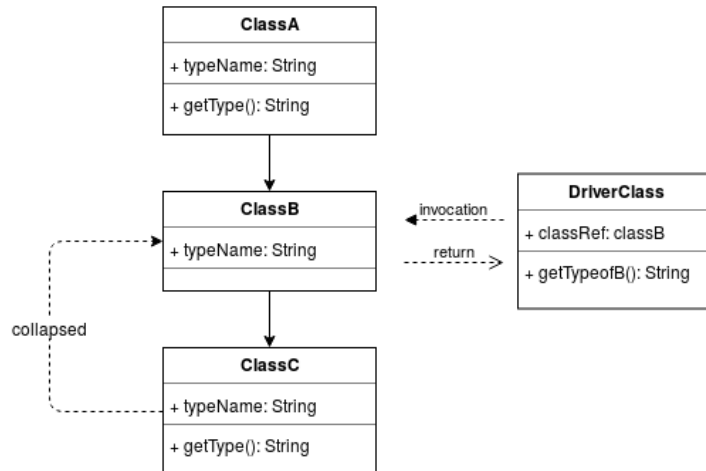 ClassA
+ typeName: String
+ getType(): String
ClassB
+ typeName: String
invocation
return
DriverClass
+ classRef: classB
+ getTypeofB(): String
collapsed
ClassC
+ typeName: String
+ getType(): String